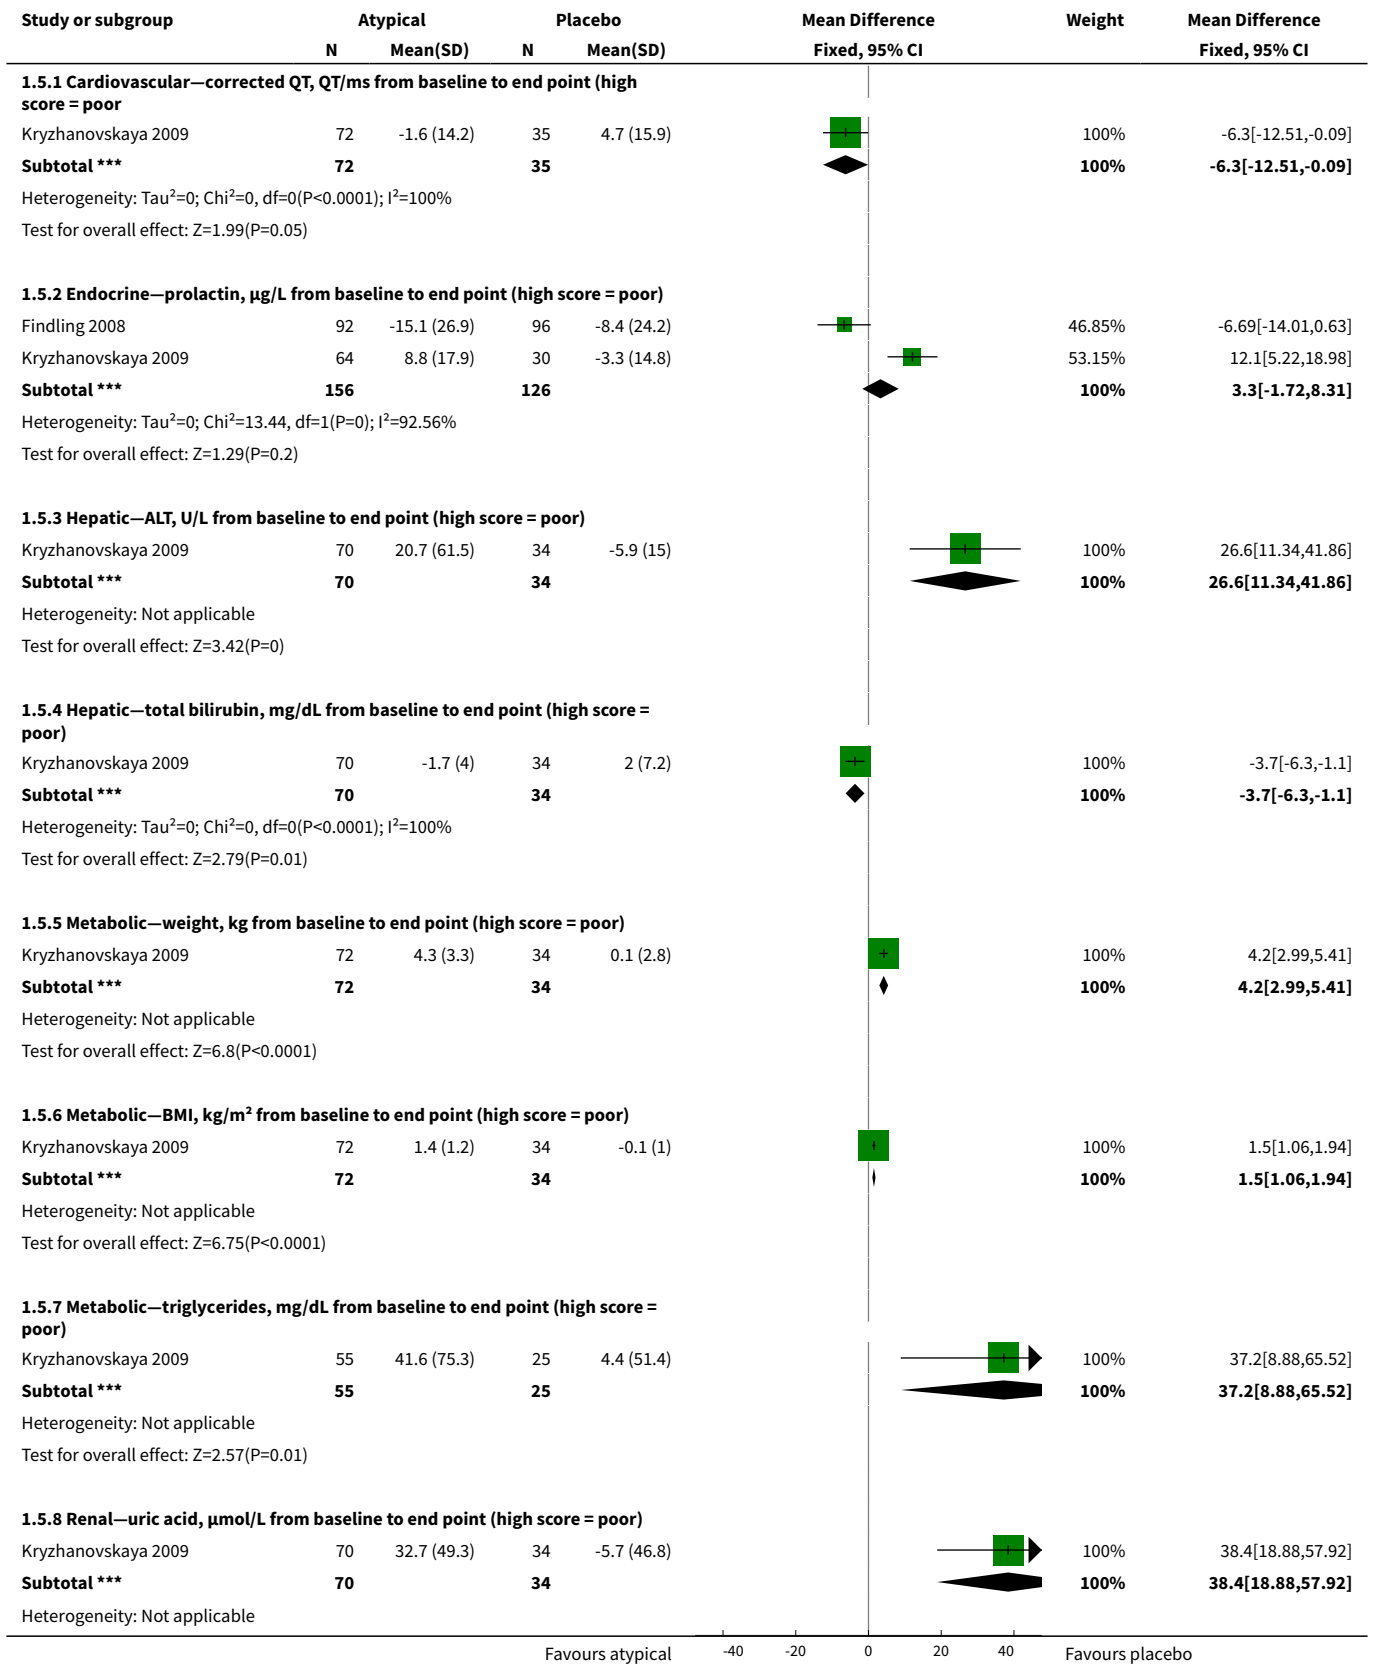 Study or subgroup Atypical Placebo Mean Difference Weight Mean Difference
N Mean(SD) N Mean(SD) Fixed, 95% CI Fixed, 95% CI
1.5.1 Cardiovascular—corrected QT, QT/ms from baseline to end point (high
score = poor
Kryzhanovskaya 2009 72 -1.6 (14.2) 35 4.7 (15.9) 100% -6.3[-12.51,-0.09]
Subtotal *** 72 35 100% -6.3[-12.51,-0.09]
Heterogeneity: Tau²=0; Chi²=0, df=0(P<0.0001); I²=100%
Test for overall effect: Z=1.99(P=0.05)
1.5.2 Endocrine—prolactin, µg/L from baseline to end point (high score = poor)
Findling 2008 92 -15.1 (26.9) 96 -8.4 (24.2) 46.85% -6.69[-14.01,0.63]
Kryzhanovskaya 2009 64 8.8 (17.9) 30 -3.3 (14.8) 53.15% 12.1[5.22,18.98]
Subtotal *** 156 126 100% 3.3[-1.72,8.31]
Heterogeneity: Tau²=0; Chi²=13.44, df=1(P=0); I²=92.56%
Test for overall effect: Z=1.29(P=0.2)
1.5.3 Hepatic—ALT, U/L from baseline to end point (high score = poor)
Kryzhanovskaya 2009 70 20.7 (61.5) 34 -5.9 (15) 100% 26.6[11.34,41.86]
Subtotal *** 70 34 100% 26.6[11.34,41.86]
Heterogeneity: Not applicable
Test for overall effect: Z=3.42(P=0)
1.5.4 Hepatic—total bilirubin, mg/dL from baseline to end point (high score =
poor)
Kryzhanovskaya 2009 70 -1.7 (4) 34 2 (7.2) 100% -3.7[-6.3,-1.1]
Subtotal *** 70 34 100% -3.7[-6.3,-1.1]
Heterogeneity: Tau²=0; Chi²=0, df=0(P<0.0001); I²=100%
Test for overall effect: Z=2.79(P=0.01)
1.5.5 Metabolic—weight, kg from baseline to end point (high score = poor)
Kryzhanovskaya 2009 72 4.3 (3.3) 34 0.1 (2.8) 100% 4.2[2.99,5.41]
Subtotal *** 72 34 100% 4.2[2.99,5.41]
Heterogeneity: Not applicable
Test for overall effect: Z=6.8(P<0.0001)
1.5.6 Metabolic—BMI, kg/m² from baseline to end point (high score = poor)
Kryzhanovskaya 2009 72 1.4 (1.2) 34 -0.1 (1) 100% 1.5[1.06,1.94]
Subtotal *** 72 34 100% 1.5[1.06,1.94]
Heterogeneity: Not applicable
Test for overall effect: Z=6.75(P<0.0001)
1.5.7 Metabolic—triglycerides, mg/dL from baseline to end point (high score =
poor)
Kryzhanovskaya 2009 55 41.6 (75.3) 25 4.4 (51.4) 100% 37.2[8.88,65.52]
Subtotal *** 55 25 100% 37.2[8.88,65.52]
Heterogeneity: Not applicable
Test for overall effect: Z=2.57(P=0.01)
1.5.8 Renal—uric acid, µmol/L from baseline to end point (high score = poor)
Kryzhanovskaya 2009 70 32.7 (49.3) 34 -5.7 (46.8) 100% 38.4[18.88,57.92]
Subtotal *** 70 34 100% 38.4[18.88,57.92]
Heterogeneity: Not applicable
Favours atypical -40 -20 0 20 40 Favours placebo